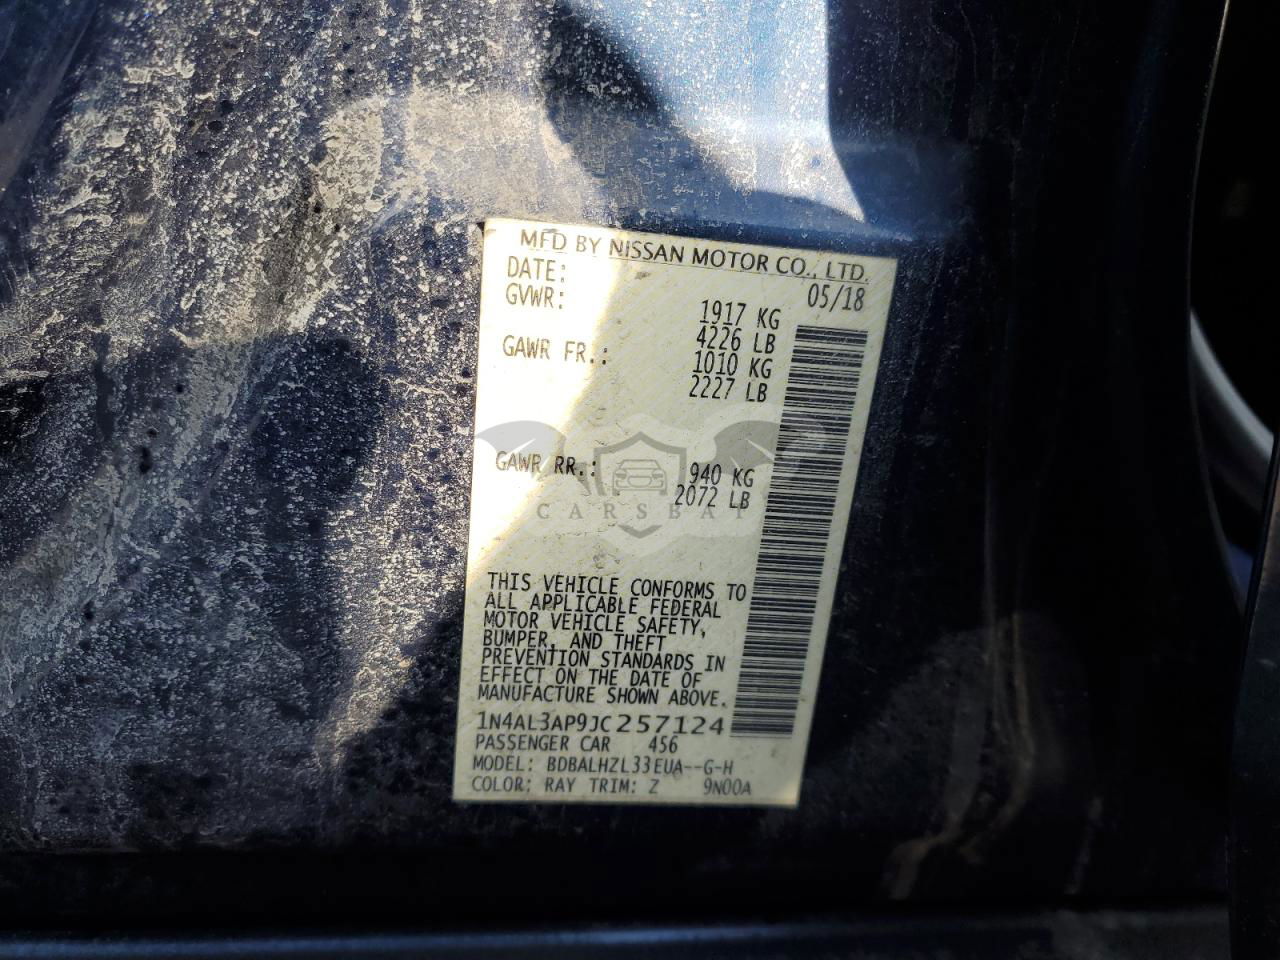 MFD BY NISSAN MOTOR CO., LTD.
DATE: 05/18
GVWR: 1917 KG
4226 LB
GAWR FR.: 1010 KG
2227 LB
GAWR RR.: 940 KG
2072 LB
CARSBAT
THIS VEHICLE CONFORMS TO
ALL APPLICABLE FEDERAL
MOTOR VEHICLE SAFETY,
BUMPER, AND THEFT
PREVENTION STANDARDS IN
EFFECT ON THE DATE OF
MANUFACTURE SHOWN ABOVE.
1N4AL3AP9JC257124
PASSENGER CAR 456
MODEL: BDBALHZL33EUA--G-H
COLOR: RAY TRIM: Z 9N00A